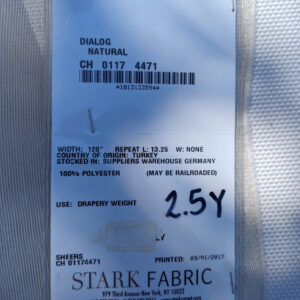 DIALOG
NATURAL
CH 0117 4471
*1013133594*
WIDTH: 120" REPEAT L: 13.25 W: NONE
COUNTRY OF ORIGIN: TURKEY
STOCKED IN: SUPPLIERS WAREHOUSE GERMANY
100% POLYESTER (MAY BE RAILROADED)
USE: DRAPERY WEIGHT
2.5Y
SHEERS
CH 01174471
PRINTED: 03/91/2017
STARK FABRIC
979 Third Avenue New York, NY 10022